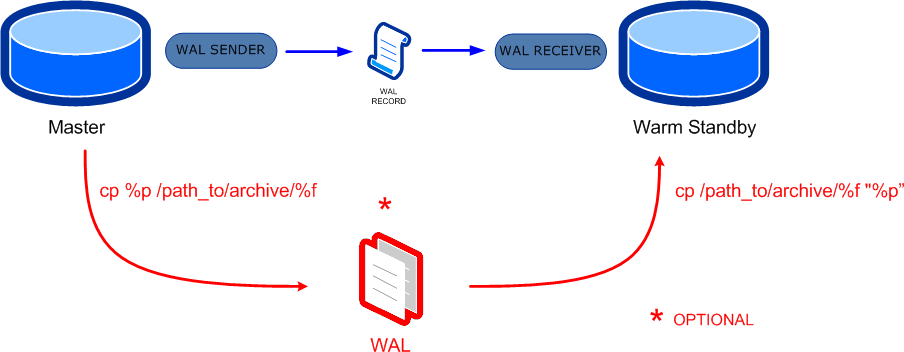 WAL SENDER
WAL RECEIVER
WAL
RECORD
Master
Warm Standby
cp %p /path_to/archive/%f
cp /path_to/archive/%f "%p”
*
WAL
* OPTIONAL